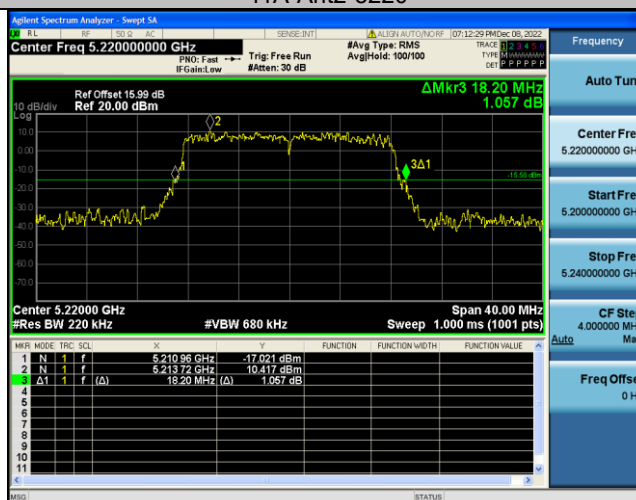 Agilent Spectrum Analyzer - Swept SA
RL RF 50 Ω AC SENSE:INT ALIGN AUTO/NO RF 07:12:29 PM Dec 08, 2022
Center Freq 5.220000000 GHz
PNO: Fast
IFGain:Low
Trig: Free Run
#Atten: 30 dB
#Avg Type: RMS
Avg|Hold: 100/100
TRACE 1 2 3 4 5 6
TYPE
DET P P P P P P
Ref Offset 15.99 dB
10 dB/div Ref 20.00 dBm
Log
ΔMkr3 18.20 MHz
1.057 dB
10.0
0.00
-10.0
-20.0
-30.0
-40.0
-50.0
-60.0
-70.0
2
3Δ1
Center 5.22000 GHz
Span 40.00 MHz
#Res BW 220 kHz
#VBW 680 kHz
Sweep 1.000 ms (1001 pts)
MKR MODE TRC SCL X Y FUNCTION FUNCTION WIDTH FUNCTION VALUE
1 N 1 f 5.210 96 GHz -17.021 dBm
2 N 1 f 5.213 72 GHz 10.417 dBm
3 Δ1 1 f (Δ) 18.20 MHz (Δ) 1.057 dB
4
5
6
7
8
9
10
11
MSG STATUS
Frequency
Auto Tun
Center Fre
5.220000000 GH
Start Fre
5.200000000 GH
Stop Fre
5.240000000 GH
CF Ste
4.000000 MH
Auto Ma
Freq Offse
0 H